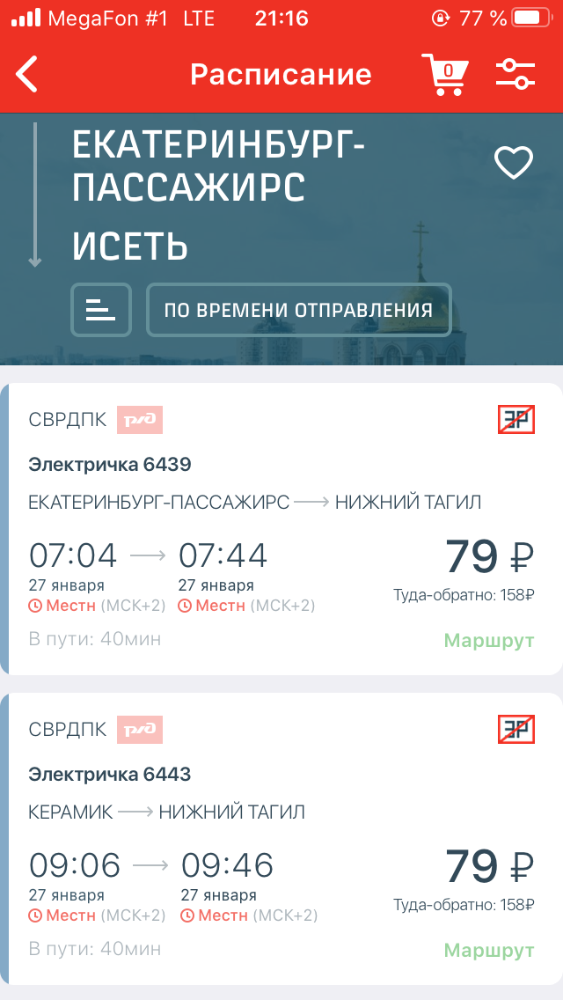 MegaFon #1 LTE 21:16 77 %
Расписание 0
ЕКАТЕРИНБУРГ-
ПАССАЖИРС
ИСЕТЬ
ПО ВРЕМЕНИ ОТПРАВЛЕНИЯ
СВРДПК РЖД ЭР
Электричка 6439
ЕКАТЕРИНБУРГ-ПАССАЖИРС НИЖНИЙ ТАГИЛ
07:04 07:44 79 ₽
27 января 27 января
Туда-обратно: 158₽
Местн (МСК+2) Местн (МСК+2)
В пути: 40мин
Маршрут
СВРДПК РЖД ЭР
Электричка 6443
КЕРАМИК НИЖНИЙ ТАГИЛ
09:06 09:46 79 ₽
27 января 27 января
Туда-обратно: 158₽
Местн (МСК+2) Местн (МСК+2)
В пути: 40мин
Маршрут